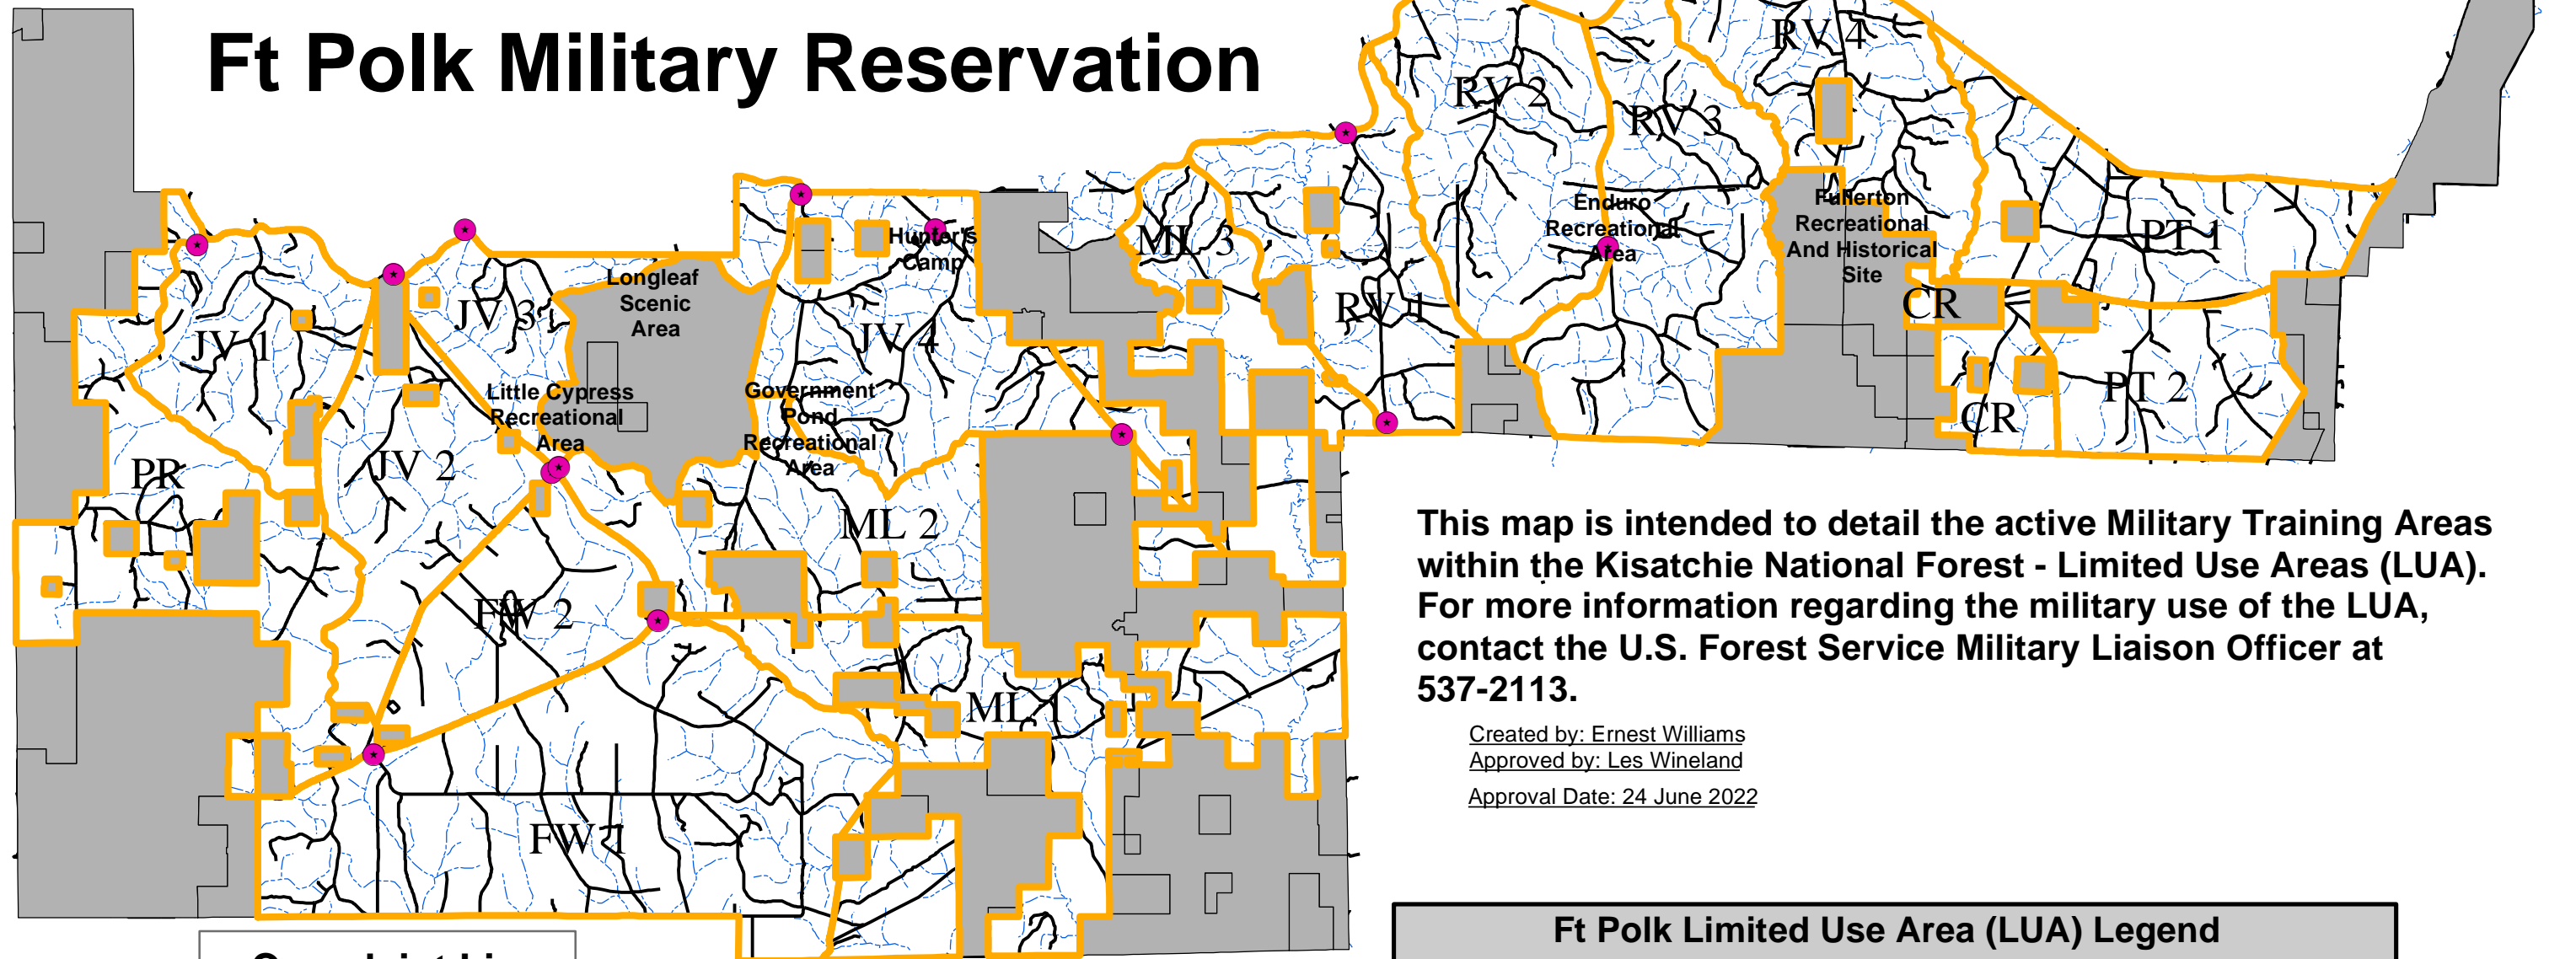 Ft Polk Military Reservation
RV 4
RV 2
RV 3
Fullerton
Recreational
And Historical
Site
Enduro
Recreational
Area
PT 1
ML 3
Hunter's
Camp
Longleaf
Scenic
Area
JV 3
RV 1
CR
JV 1
JV 4
PT 2
Little Cypress
Recreational
Area
Government
Pond
Recreational
Area
CR
PR
JV 2
ML 2
This map is intended to detail the active Military Training Areas
within the Kisatchie National Forest - Limited Use Areas (LUA).
For more information regarding the military use of the LUA,
contact the U.S. Forest Service Military Liaison Officer at
537-2113.
FW 2
ML 1
Created by: Ernest Williams
Approved by: Les Wineland
Approval Date: 24 June 2022
FW 1
Ft Polk Limited Use Area (LUA) Legend